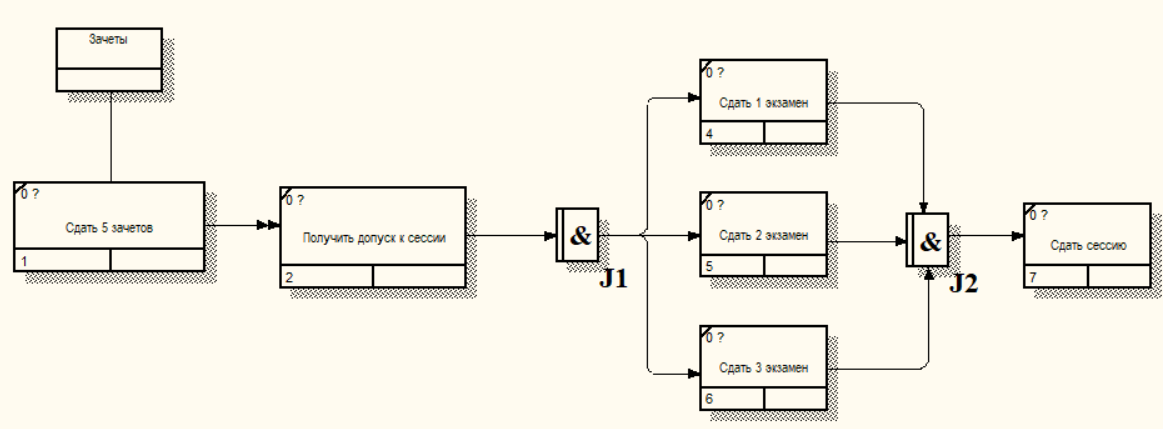 Зачеты
0 ?
Сдать 5 зачетов
1
0 ?
Получить допуск к сессии
2
&
J1
0 ?
Сдать 1 экзамен
4
0 ?
Сдать 2 экзамен
5
0 ?
Сдать 3 экзамен
6
&
J2
0 ?
Сдать сессию
7